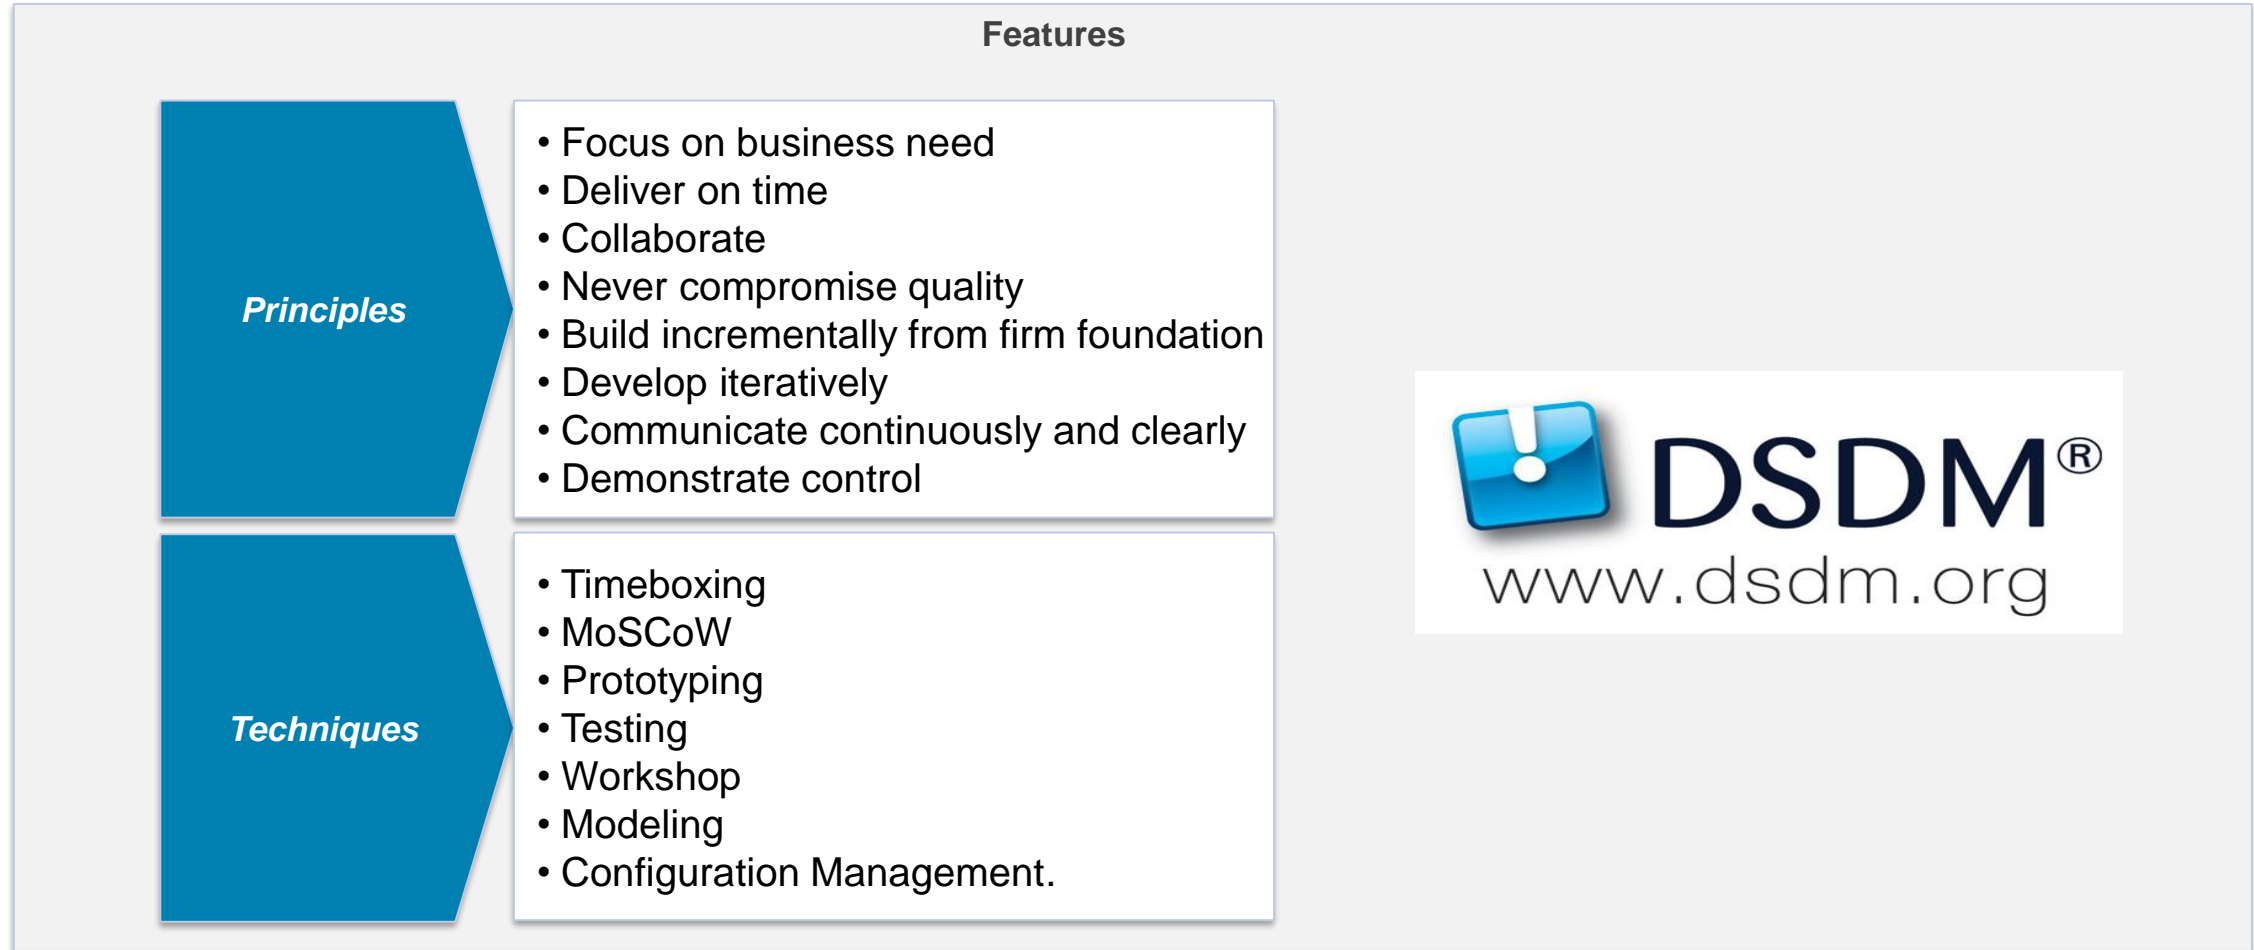 Features
Principles
• Focus on business need
• Deliver on time
• Collaborate
• Never compromise quality
• Build incrementally from firm foundation
• Develop iteratively
• Communicate continuously and clearly
• Demonstrate control
Techniques
• Timeboxing
• MoSCoW
• Prototyping
• Testing
• Workshop
• Modeling
• Configuration Management.
DSDM®
www.dsdm.org